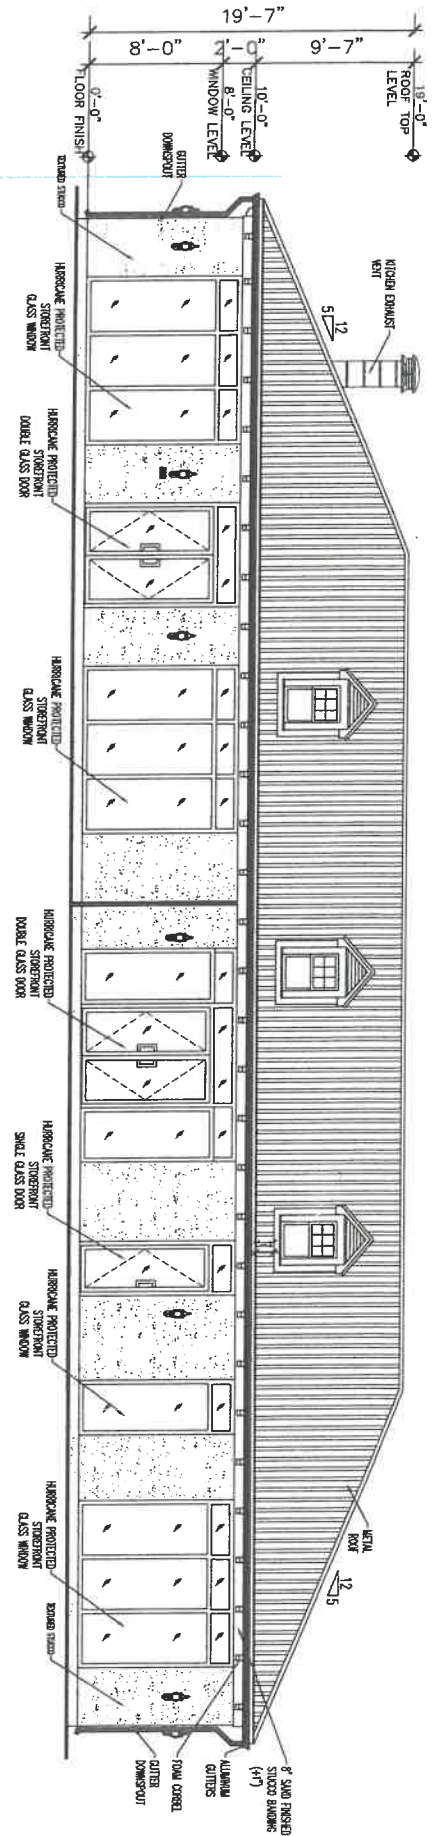 19'-7"
8'-0"
2'-0"
9'-7"
0'-0"
FLOOR FINISH
8'-0"
WINDOW LEVEL
10'-0"
CEILING LEVEL
19'-0"
ROOF TOP
LEVEL
GUTTER
DOWNSPOUT
TEXTURED STUCCO
KITCHEN EXHAUST
VENT
12
5
HURRICANE PROTECTED
STOREFRONT
GLASS WINDOW
HURRICANE PROTECTED
STOREFRONT
DOUBLE GLASS DOOR
HURRICANE PROTECTED
STOREFRONT
GLASS WINDOW
HURRICANE PROTECTED
STOREFRONT
DOUBLE GLASS DOOR
HURRICANE PROTECTED
STOREFRONT
SINGLE GLASS DOOR
HURRICANE PROTECTED
STOREFRONT
GLASS WINDOW
HURRICANE PROTECTED
STOREFRONT
GLASS WINDOW
TEXTURED STUCCO
METAL
ROOF
12
5
GUTTER
DOWNSPOUT
FOAM CORBEL
ALUMINUM
GUTTERS
8" SAND FINISHED
STUCCO BANDING
(+1")